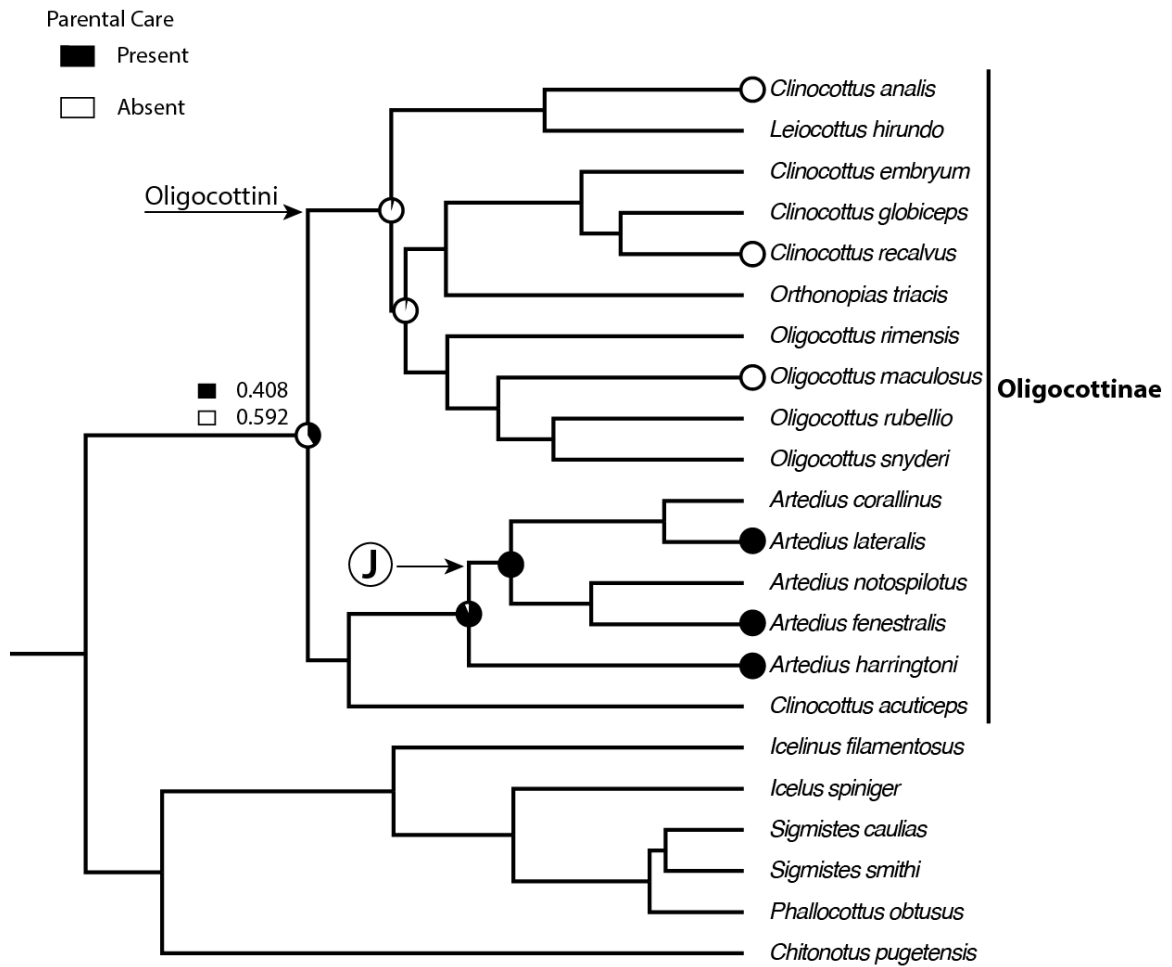 Parental Care
Present
Absent
Clinocottus analis
Leiocottus hirundo
Clinocottus embryum
Oligocottini
Clinocottus globiceps
Clinocottus recalvus
Orthonopias triacis
Oligocottus rimensis
Oligocottus maculosus
0.408
Oligocottinae
0.592
Oligocottus rubellio
Oligocottus snyderi
Artedius corallinus
Artedius lateralis
J
Artedius notospilotus
Artedius fenestralis
Artedius harringtoni
Clinocottus acuticeps
Icelinus filamentosus
Icelus spiniger
Sigmistes caulias
Sigmistes smithi
Phallocottus obtusus
Chitonotus pugetensis